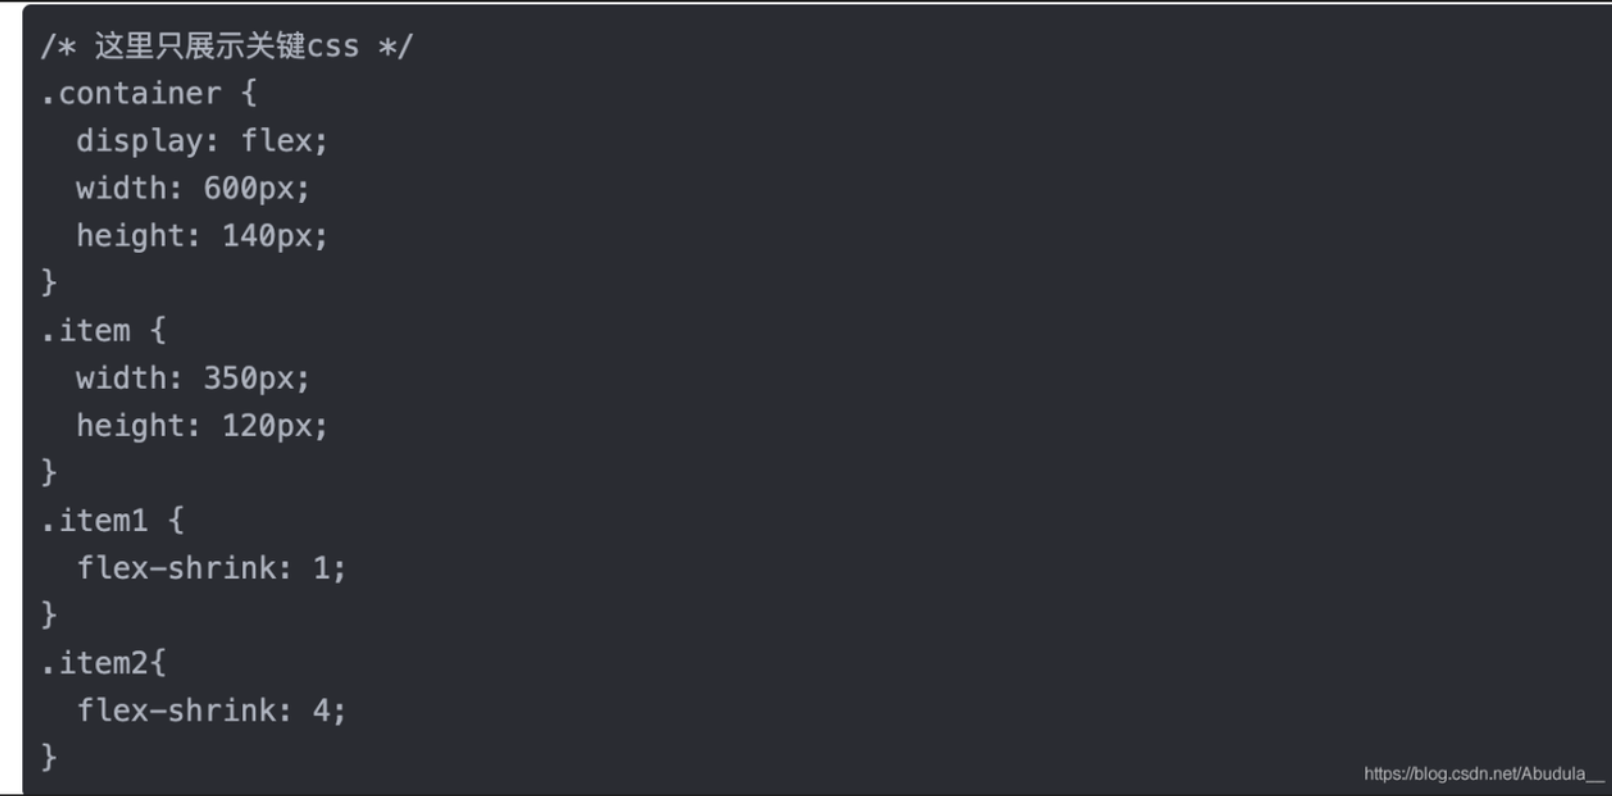 /* 这里只展示关键css */
.container {
  display: flex;
  width: 600px;
  height: 140px;
}
.item {
  width: 350px;
  height: 120px;
}
.item1 {
  flex-shrink: 1;
}
.item2{
  flex-shrink: 4;
}
https://blog.csdn.net/Abudula__